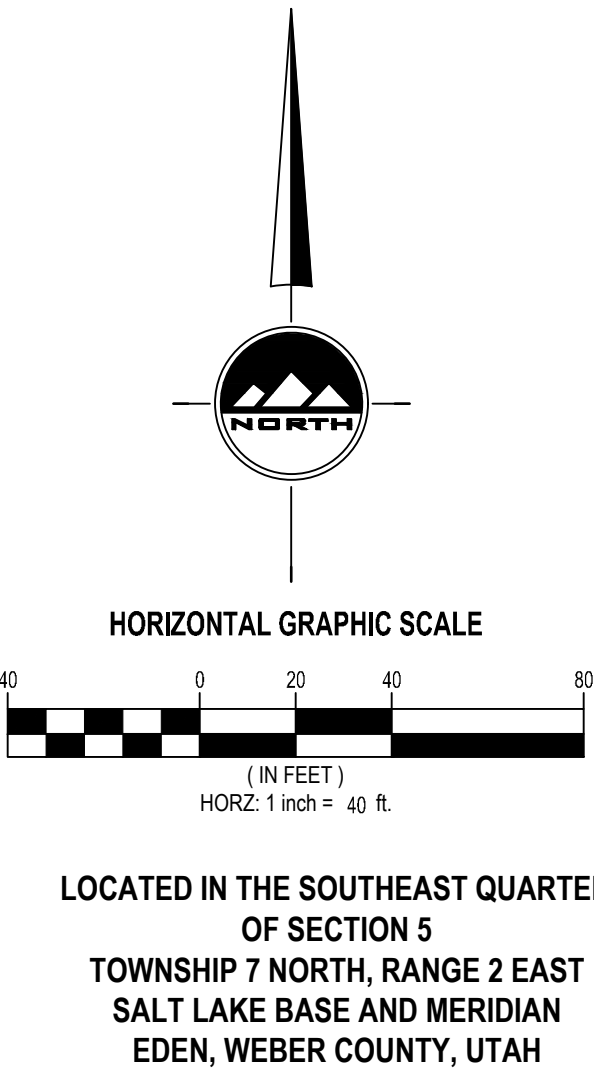 NORTH
HORIZONTAL GRAPHIC SCALE
40 0 20 40 80
( IN FEET )
HORZ: 1 inch = 40 ft.
LOCATED IN THE SOUTHEAST QUARTE
OF SECTION 5
TOWNSHIP 7 NORTH, RANGE 2 EAST
SALT LAKE BASE AND MERIDIAN
EDEN, WEBER COUNTY, UTAH